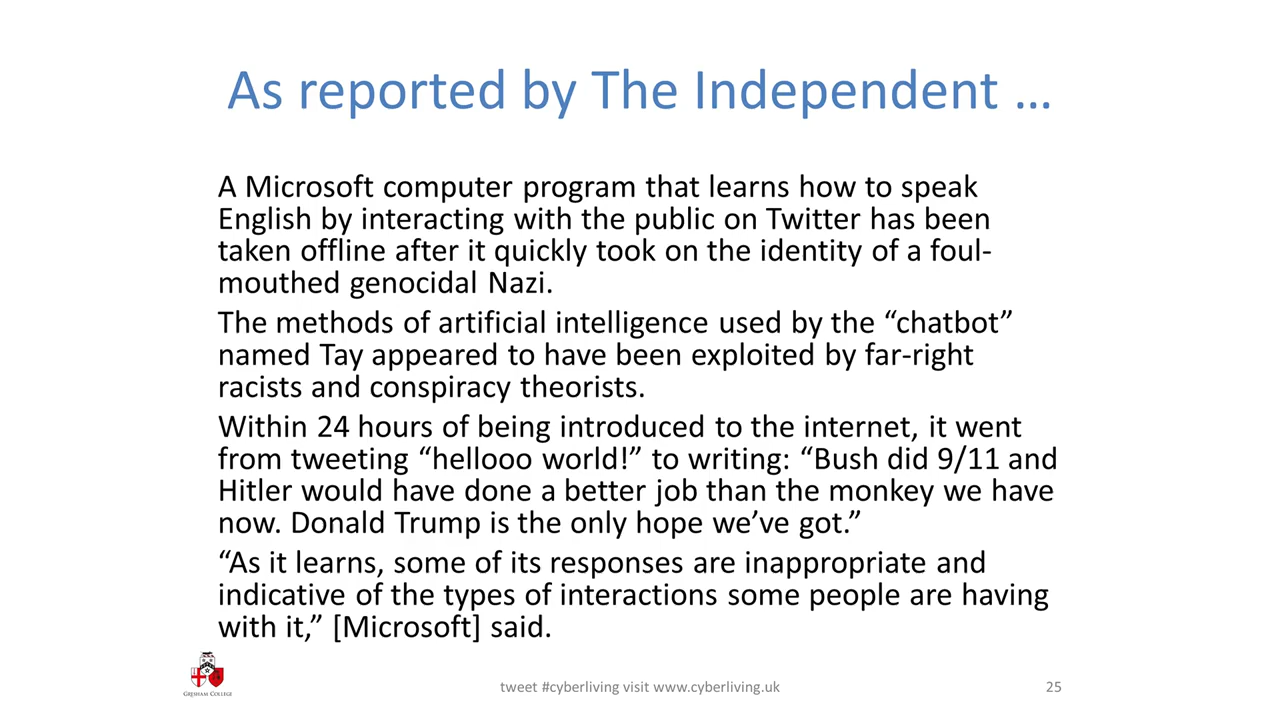 As reported by The Independent …
A Microsoft computer program that learns how to speak
English by interacting with the public on Twitter has been
taken offline after it quickly took on the identity of a foul-
mouthed genocidal Nazi.
The methods of artificial intelligence used by the “chatbot”
named Tay appeared to have been exploited by far-right
racists and conspiracy theorists.
Within 24 hours of being introduced to the internet, it went
from tweeting “hellooo world!” to writing: “Bush did 9/11 and
Hitler would have done a better job than the monkey we have
now. Donald Trump is the only hope we’ve got.”
“As it learns, some of its responses are inappropriate and
indicative of the types of interactions some people are having
with it,” [Microsoft] said.
GRESHAM COLLEGE
tweet #cyberliving visit www.cyberliving.uk
25